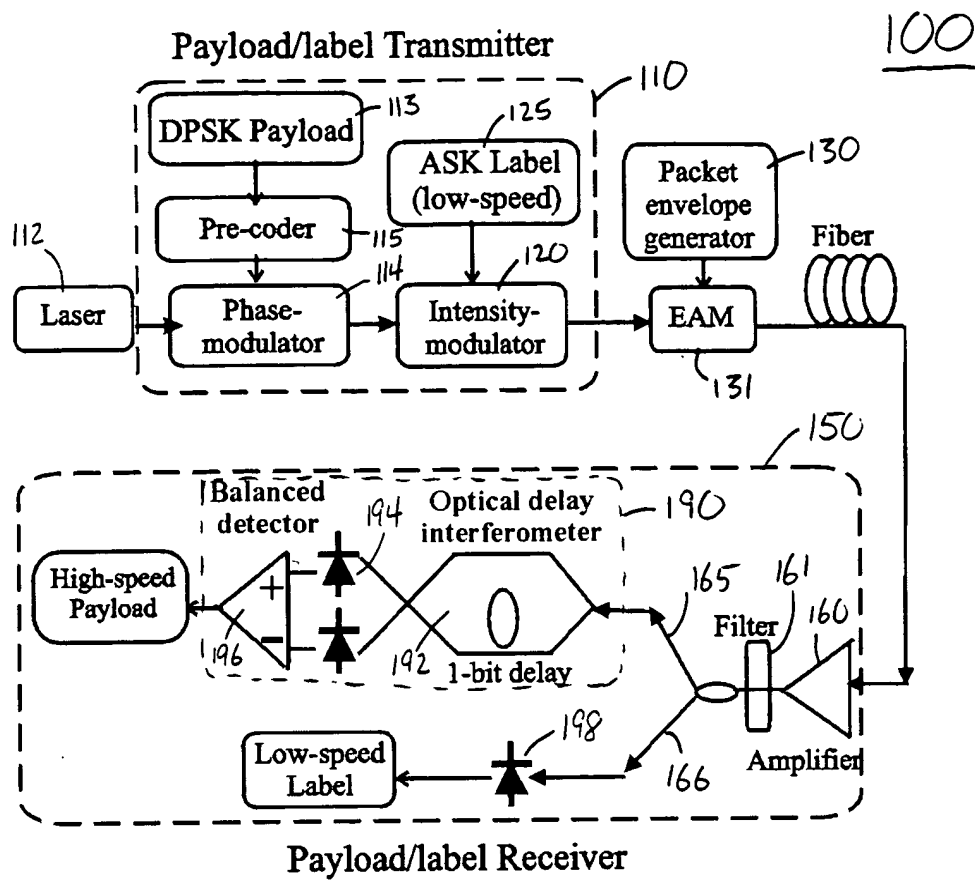 100
Payload/label Transmitter
110
DPSK Payload
113
125
ASK Label
(low-speed)
130
Packet
envelope
generator
Pre-coder
115
112
114
120
Fiber
Laser
Phase-
modulator
Intensity-
modulator
EAM
131
150
Balanced
detector
194
Optical delay
interferometer
190
High-speed
Payload
+
−
196
192
1-bit delay
165
Filter
161
160
Low-speed
Label
198
166
Amplifier
Payload/label Receiver